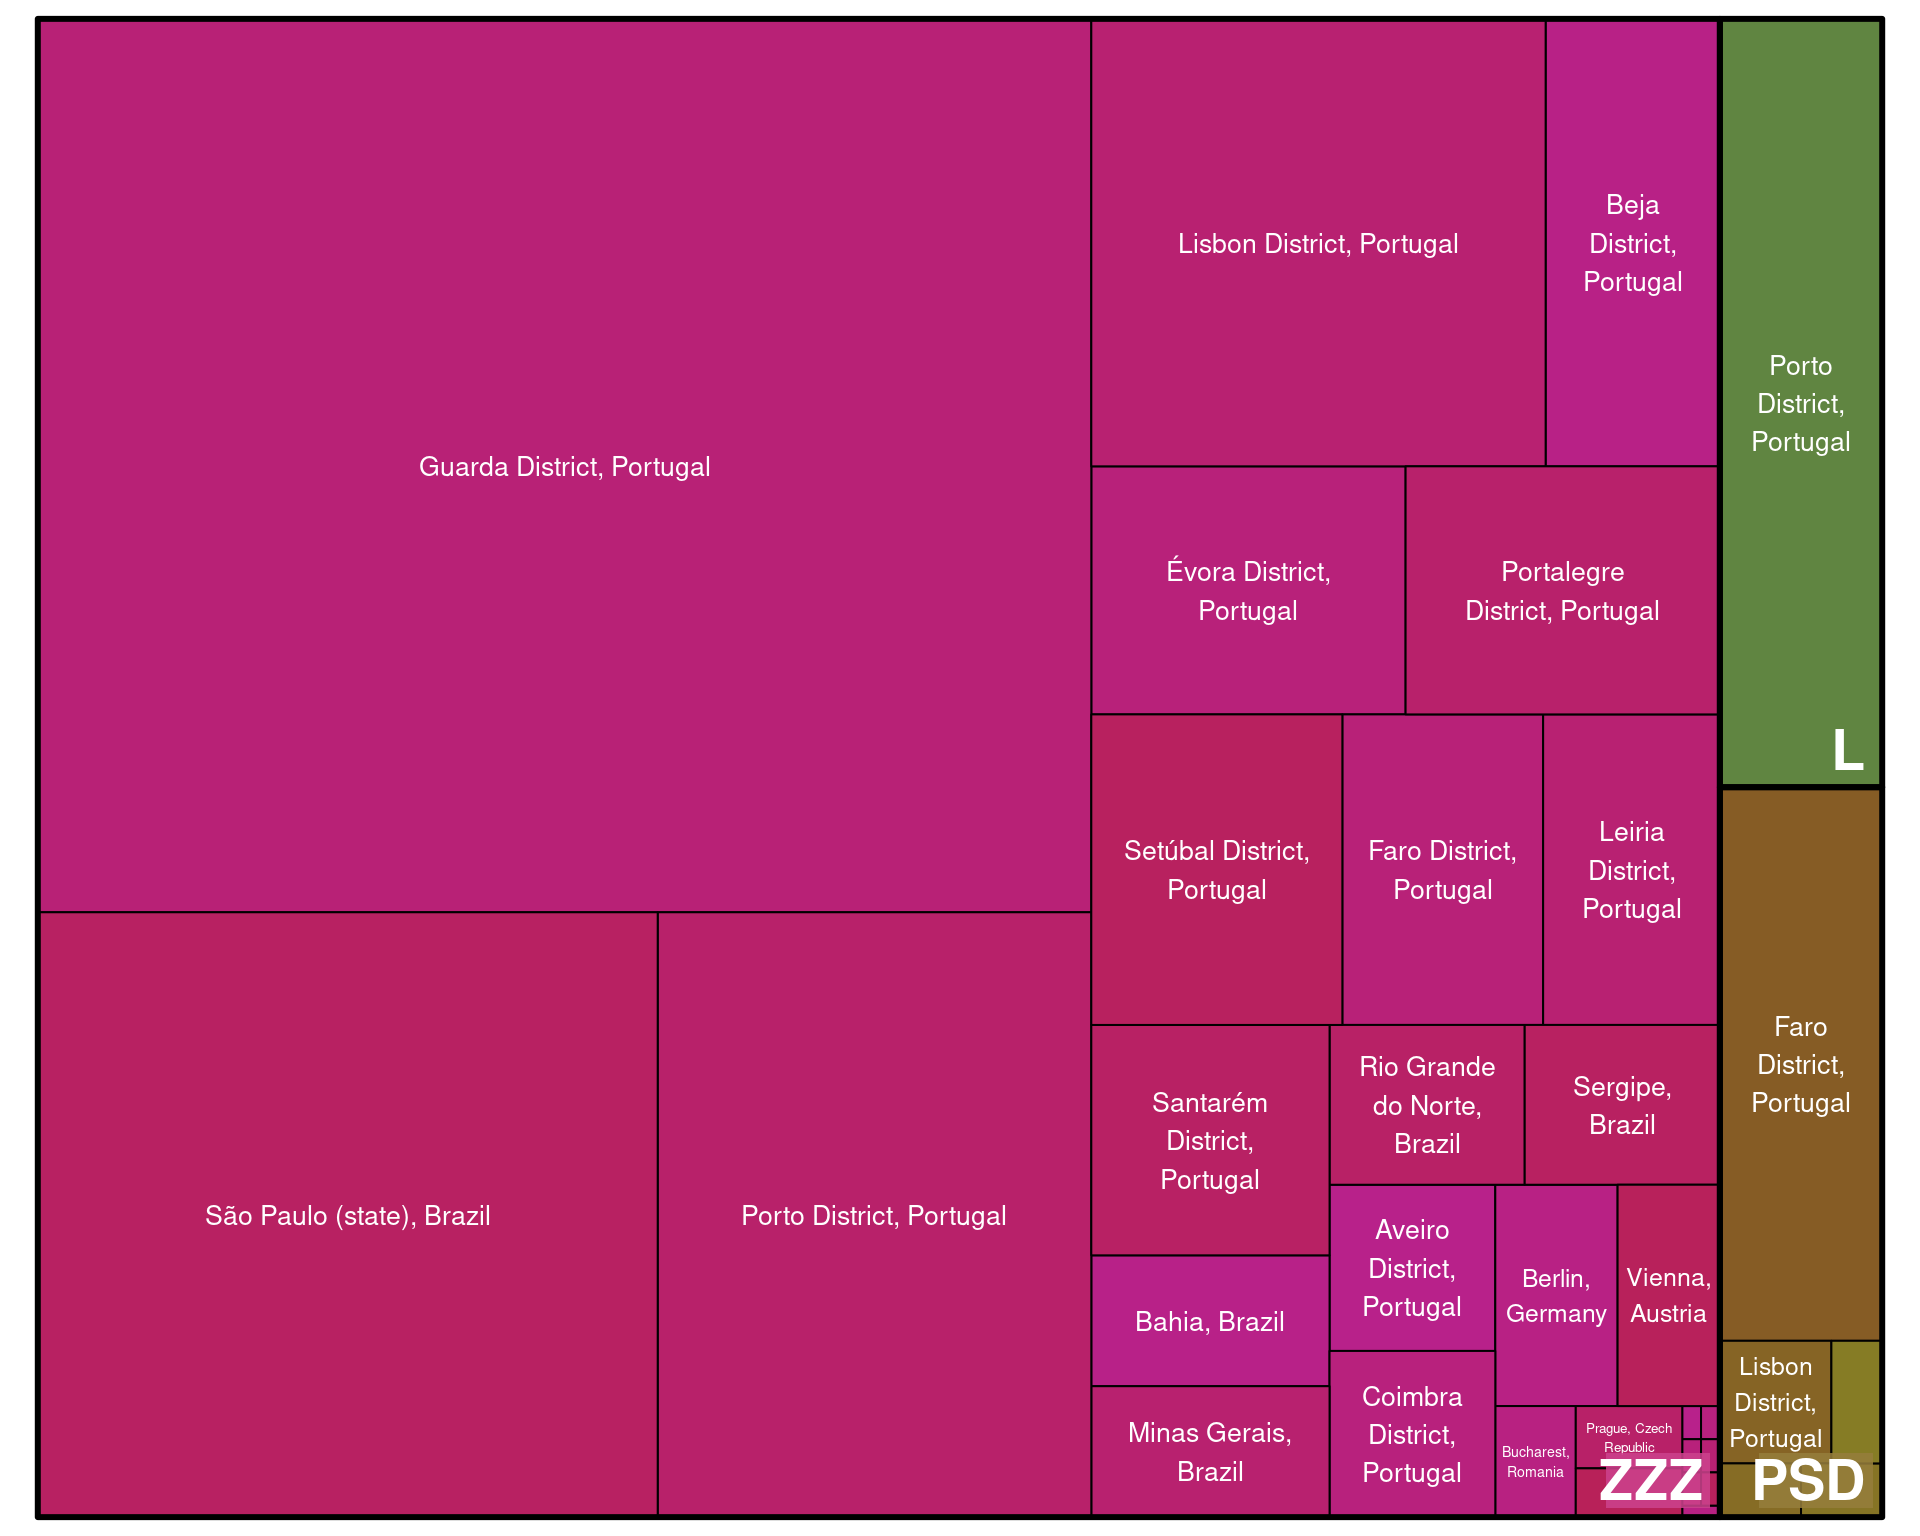 Guarda District, Portugal
São Paulo (state), Brazil
Porto District, Portugal
Lisbon District, Portugal
Beja
District,
Portugal
Évora District,
Portugal
Portalegre
District, Portugal
Setúbal District,
Portugal
Faro District,
Portugal
Leiria
District,
Portugal
Santarém
District,
Portugal
Rio Grande
do Norte,
Brazil
Sergipe,
Brazil
Bahia, Brazil
Minas Gerais,
Brazil
Aveiro
District,
Portugal
Coimbra
District,
Portugal
Berlin,
Germany
Vienna,
Austria
Bucharest,
Romania
Prague, Czech
Republic
ZZZ
Porto
District,
Portugal
L
Faro
District,
Portugal
Lisbon
District,
Portugal
PSD